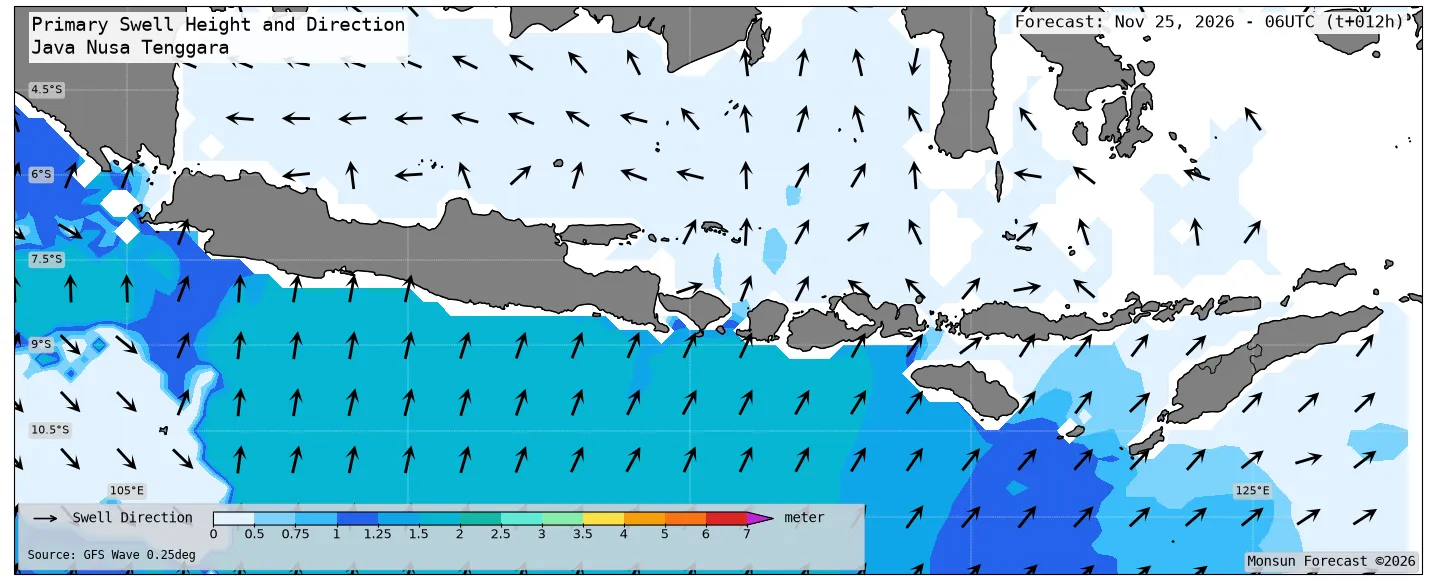 Primary Swell Height and Direction
Java Nusa Tenggara
Forecast: Nov 25, 2026 - 06UTC (t+012h)
4.5°S
6°S
7.5°S
9°S
10.5°S
105°E
125°E
Swell Direction
0 0.5 0.75 1 1.25 1.5 2 2.5 3 3.5 4 5 6 7
meter
Source: GFS Wave 0.25deg
Monsun Forecast ©2026